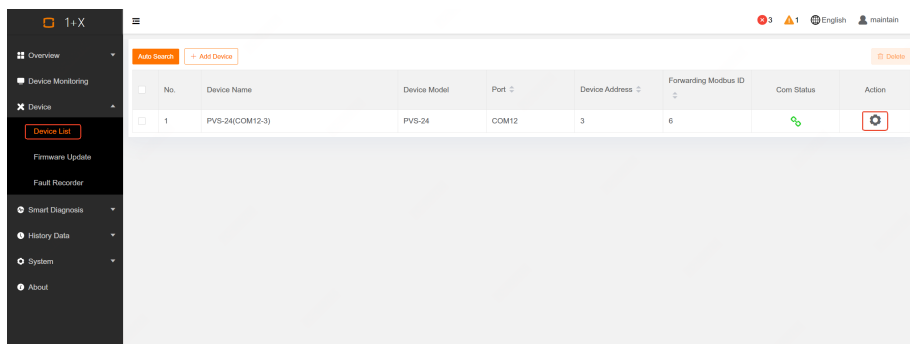 1+X
3 1 English maintain
Overview
Device Monitoring
Device
Device List
Firmware Update
Fault Recorder
Smart Diagnosis
History Data
System
About
Auto Search + Add Device Delete
No. Device Name Device Model Port Device Address Forwarding Modbus ID Com Status Action
1 PVS-24(COM12-3) PVS-24 COM12 3 6